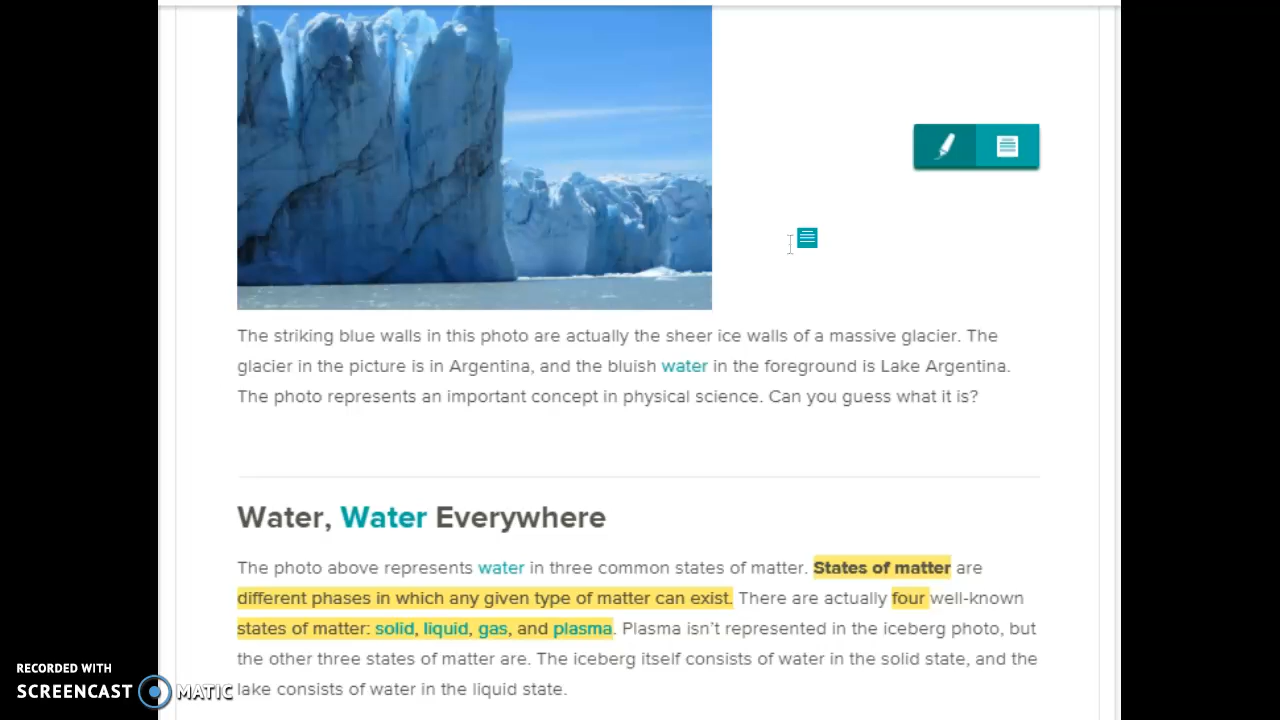 The striking blue walls in this photo are actually the sheer ice walls of a massive glacier. The
glacier in the picture is in Argentina, and the bluish water in the foreground is Lake Argentina.
The photo represents an important concept in physical science. Can you guess what it is?
Water, Water Everywhere
The photo above represents water in three common states of matter. States of matter are
different phases in which any given type of matter can exist. There are actually four well-known
states of matter: solid, liquid, gas, and plasma. Plasma isn't represented in the iceberg photo, but
the other three states of matter are. The iceberg itself consists of water in the solid state, and the
lake consists of water in the liquid state.
RECORDED WITH
SCREENCAST MATIC